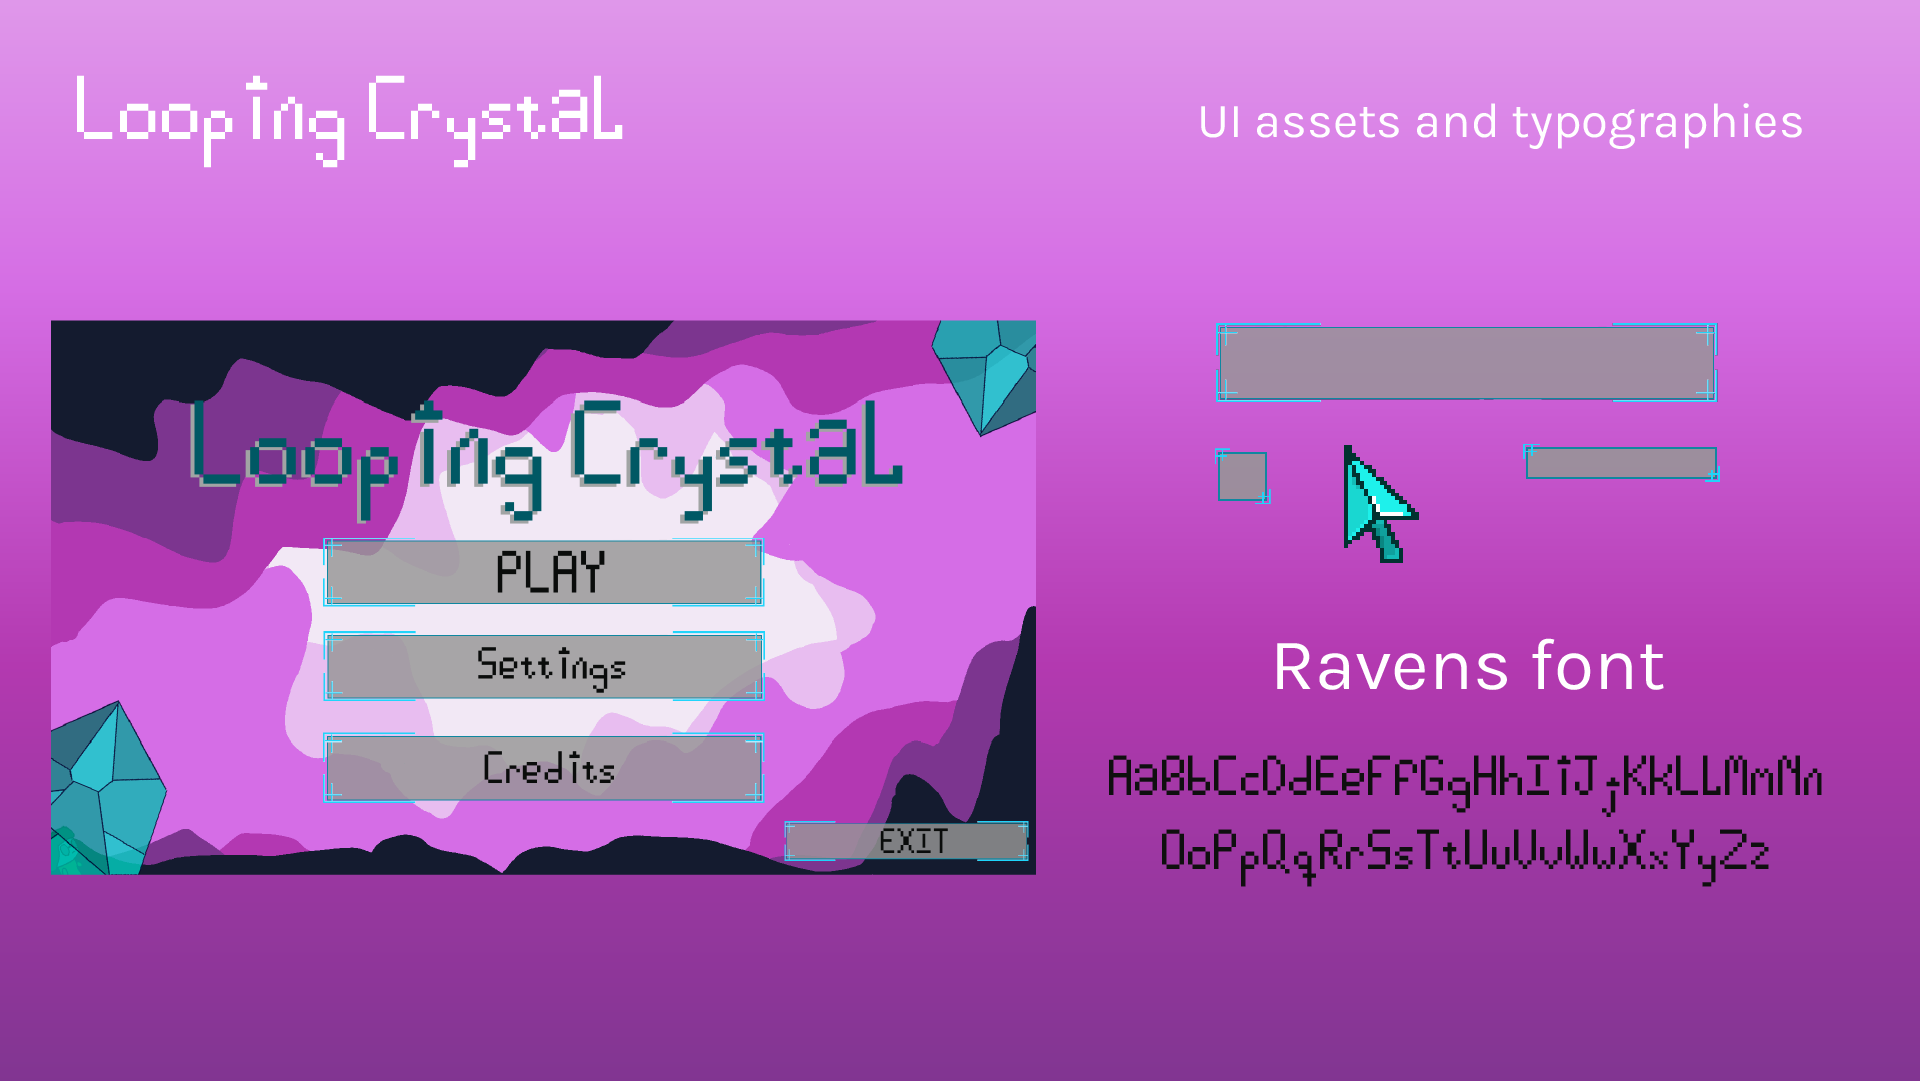 Looping Crystal
UI assets and typographies
Looping Crystal
PLAY
Settings
Credits
EXIT
Ravens font
AaBbCcDdEeFfGgHhIiJjKkLlMmNn
OoPpQqRrSsTtUuVvWwXxYyZz